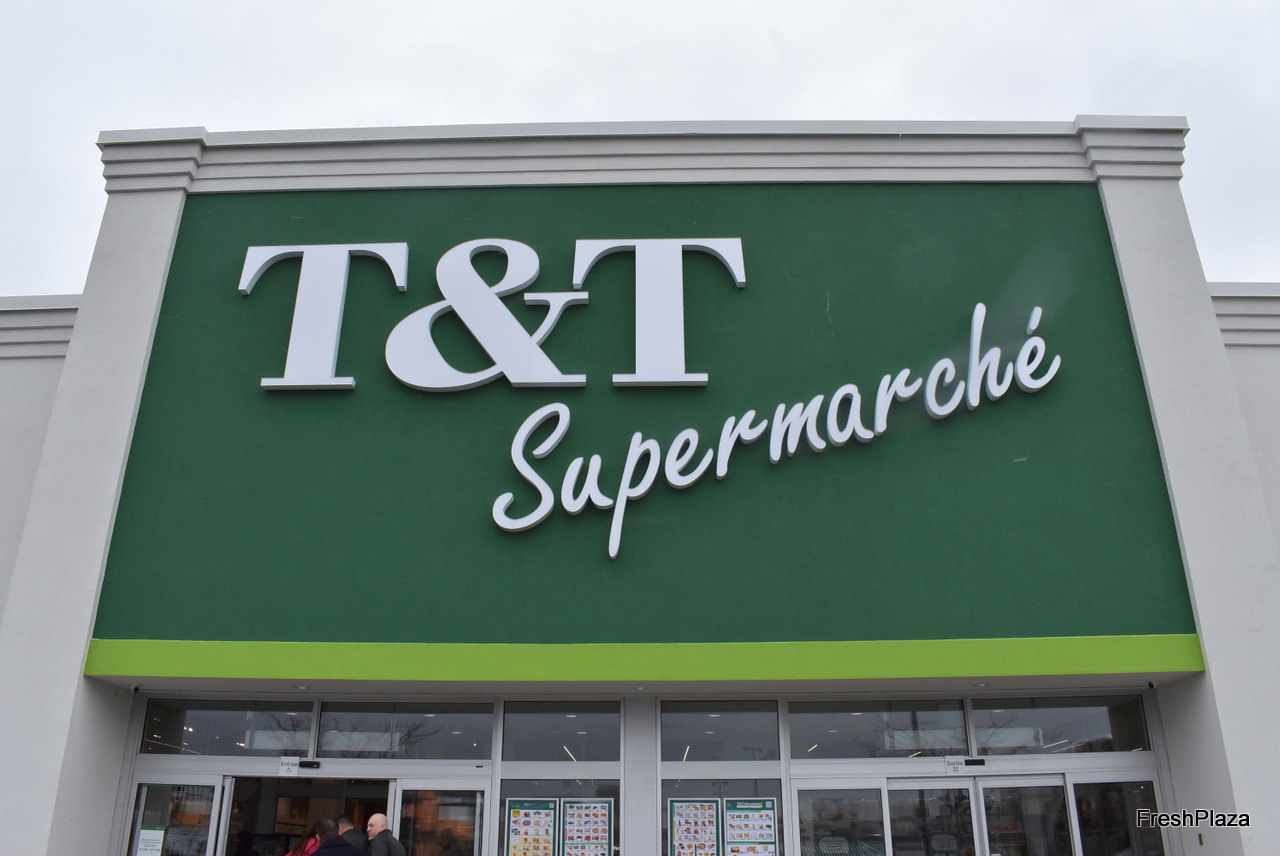 T&T
Supermarché
Entrée
Sortie
FreshPlaza